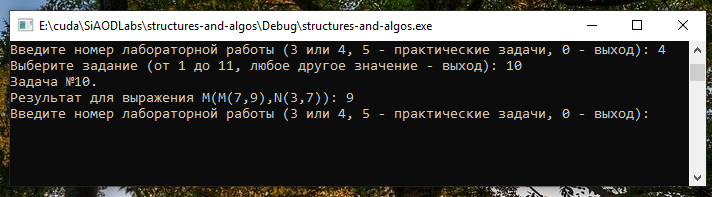 E:\cuda\SiAODLabs\structures-and-algos\Debug\structures-and-algos.exe
Введите номер лабораторной работы (3 или 4, 5 - практические задачи, 0 - выход): 4
Выберите задание (от 1 до 11, любое другое значение - выход): 10
Задача №10.
Результат для выражения M(M(7,9),N(3,7)): 9
Введите номер лабораторной работы (3 или 4, 5 - практические задачи, 0 - выход):